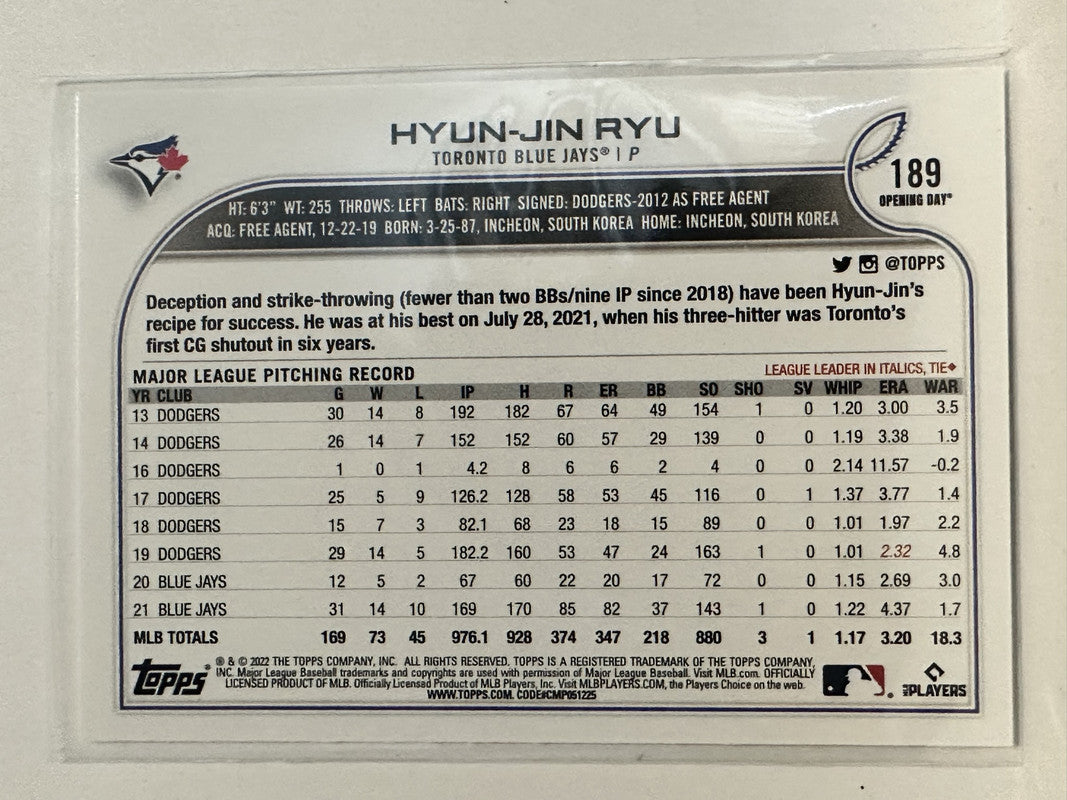 HYUN-JIN RYU
TORONTO BLUE JAYS® | P
189
OPENING DAY®
HT: 6'3" WT: 255 THROWS: LEFT BATS: RIGHT SIGNED: DODGERS-2012 AS FREE AGENT
ACQ: FREE AGENT, 12-22-19 BORN: 3-25-87, INCHEON, SOUTH KOREA HOME: INCHEON, SOUTH KOREA
@TOPPS
Deception and strike-throwing (fewer than two BBs/nine IP since 2018) have been Hyun-Jin's
recipe for success. He was at his best on July 28, 2021, when his three-hitter was Toronto's
first CG shutout in six years.
MAJOR LEAGUE PITCHING RECORD LEAGUE LEADER IN ITALICS, TIE◆
YR CLUB G W L IP H R ER BB SO SHO SV WHIP ERA WAR
13 DODGERS 30 14 8 192 182 67 64 49 154 1 0 1.20 3.00 3.5
14 DODGERS 26 14 7 152 152 60 57 29 139 0 0 1.19 3.38 1.9
16 DODGERS 1 0 1 4.2 8 6 6 2 4 0 0 2.14 11.57 -0.2
17 DODGERS 25 5 9 126.2 128 58 53 45 116 0 1 1.37 3.77 1.4
18 DODGERS 15 7 3 82.1 68 23 18 15 89 0 0 1.01 1.97 2.2
19 DODGERS 29 14 5 182.2 160 53 47 24 163 1 0 1.01 2.32 4.8
20 BLUE JAYS 12 5 2 67 60 22 20 17 72 0 0 1.15 2.69 3.0
21 BLUE JAYS 31 14 10 169 170 85 82 37 143 1 0 1.22 4.37 1.7
MLB TOTALS 169 73 45 976.1 928 374 347 218 880 3 1 1.17 3.20 18.3
Topps
® & © 2022 THE TOPPS COMPANY, INC. ALL RIGHTS RESERVED. TOPPS IS A REGISTERED TRADEMARK OF THE TOPPS COMPANY,
INC. Major League Baseball trademarks and copyrights are used with permission of Major League Baseball. Visit MLB.com. OFFICIALLY
LICENSED PRODUCT OF MLB. Officially Licensed Product of MLB Players, Inc. Visit MLBPLAYERS.COM, the Players Choice on the web.
WWW.TOPPS.COM. CODE#CMP051225
MLB PLAYERS